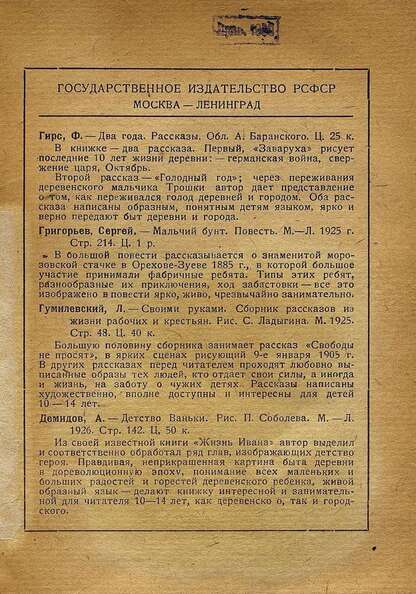 ГОСУДАРСТВЕННОЕ ИЗДАТЕЛЬСТВО РСФСР
МОСКВА — ЛЕНИНГРАД
Гирс, Ф. — Два года. Рассказы. Обл. А. Баранского. Ц. 25 к.
В книжке — два рассказа. Первый, «Заваруха» рисует
последние 10 лет жизни деревни: — германская война, свер-
жение царя, Октябрь.
Второй рассказ — «Голодный год»; через переживания
деревенского мальчика Трошки автор дает представление
о том, как переживался голод деревней и городом. Оба рас-
сказа написаны образным, понятным детям языком, ярко и
верно передают быт деревни и города.
Григорьев, Сергей. — Мальчий бунт. Повесть. М.—Л. 1925 г.
Стр. 214. Ц. 1 р.
В большой повести рассказывается о знаменитой моро-
зовской стачке в Орехове-Зуеве 1885 г., в которой большое
участие принимали фабричные ребята. Типы этих ребят,
разнообразные их приключения, ход забастовки — все это
изображено в повести ярко, живо, чрезвычайно занимательно.
Гумилевский, Л. — Своими руками. Сборник рассказов из
жизни рабочих и крестьян. Рис. С. Ладыгина. М. 1925.
Стр. 48. Ц. 40 к.
Большую половину сборника занимает рассказ «Свободы
не просят», в ярких сценах рисующий 9-е января 1905 г.
В других рассказах перед читателем проходят любовно вы-
писанные образы тех людей, кто отдает свои силы, а иногда
и жизнь, на заботу о чужих детях. Рассказы написаны
художественно, вполне доступны и интересны для детей
10—14 лет.
Демидов, А. — Детство Ваньки. Рис. П. Соболева. М. — Л.
1926. Стр. 142. Ц. 50 к.
Из своей известной книги «Жизнь Ивана» автор выделил
и соответственно обработал ряд глав, изображающих детство
героя. Правдивая, неприкрашенная картина быта деревни
в дореволюционную эпоху, понимание всех маленьких и
больших радостей и горестей деревенского ребенка, живой
образный язык — делают книжку интересной и заниматель-
ной для читателя 10—14 лет, как деревенско о, так и город-
ского.